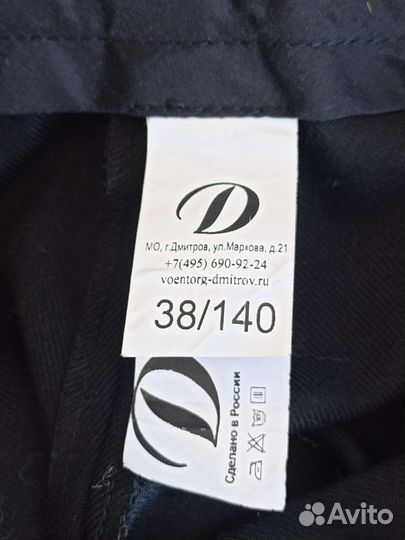 D
МО, г.Дмитров, ул.Маркова, д.21
+7(495) 690-92-24
voentorg-dmitrov.ru
38/140
D
Сделано в России
Avito